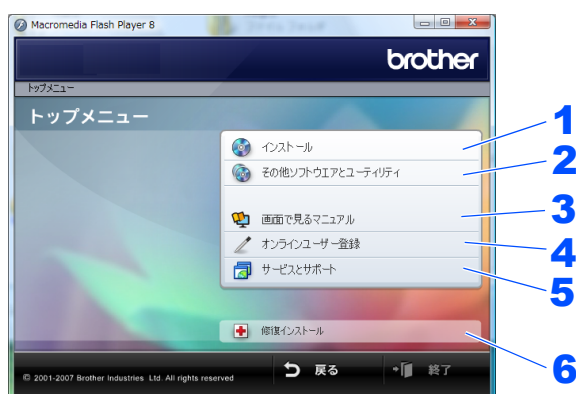 Macromedia Flash Player 8
brother
トップメニュー
トップメニュー
インストール 1
その他ソフトウエアとユーティリティ 2
画面で見るマニュアル 3
オンラインユーザー登録 4
サービスとサポート 5
修復インストール 6
© 2001-2007 Brother Industries Ltd. All rights reserved 戻る 終了